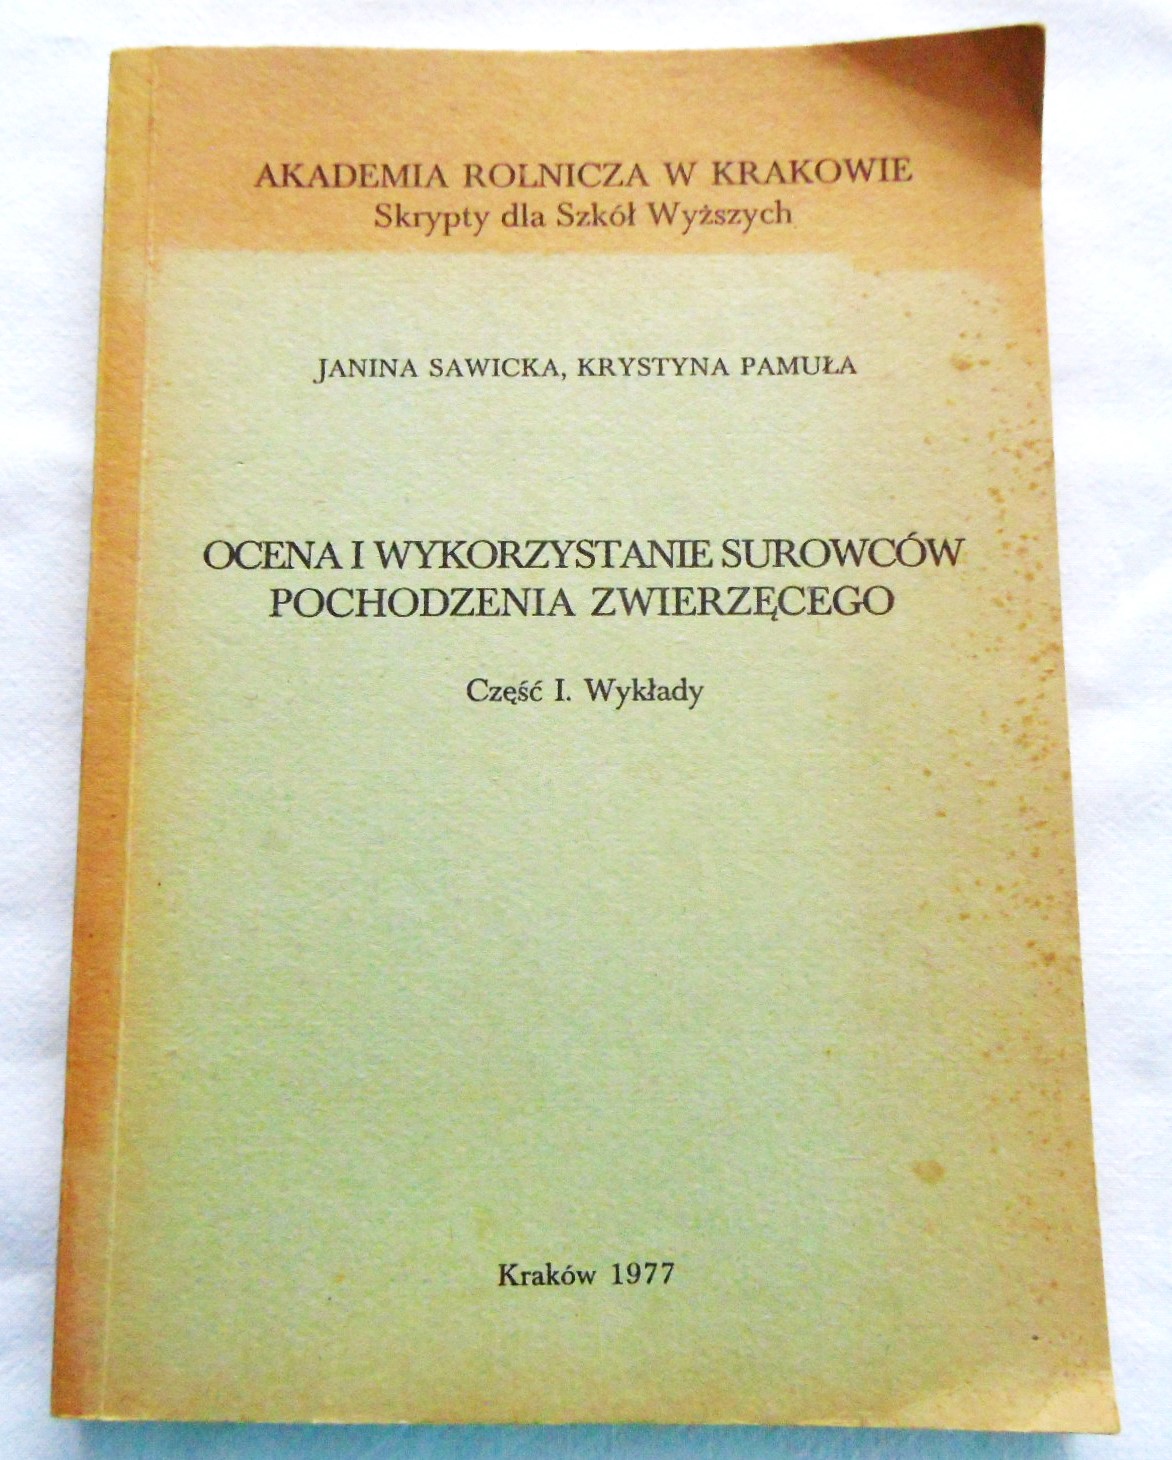 AKADEMIA ROLNICZA W KRAKOWIE
Skrypty dla Szkół Wyższych
JANINA SAWICKA, KRYSTYNA PAMUŁA
OCENA I WYKORZYSTANIE SUROWCÓW
POCHODZENIA ZWIERZĘCEGO
Część I. Wykłady
Kraków 1977